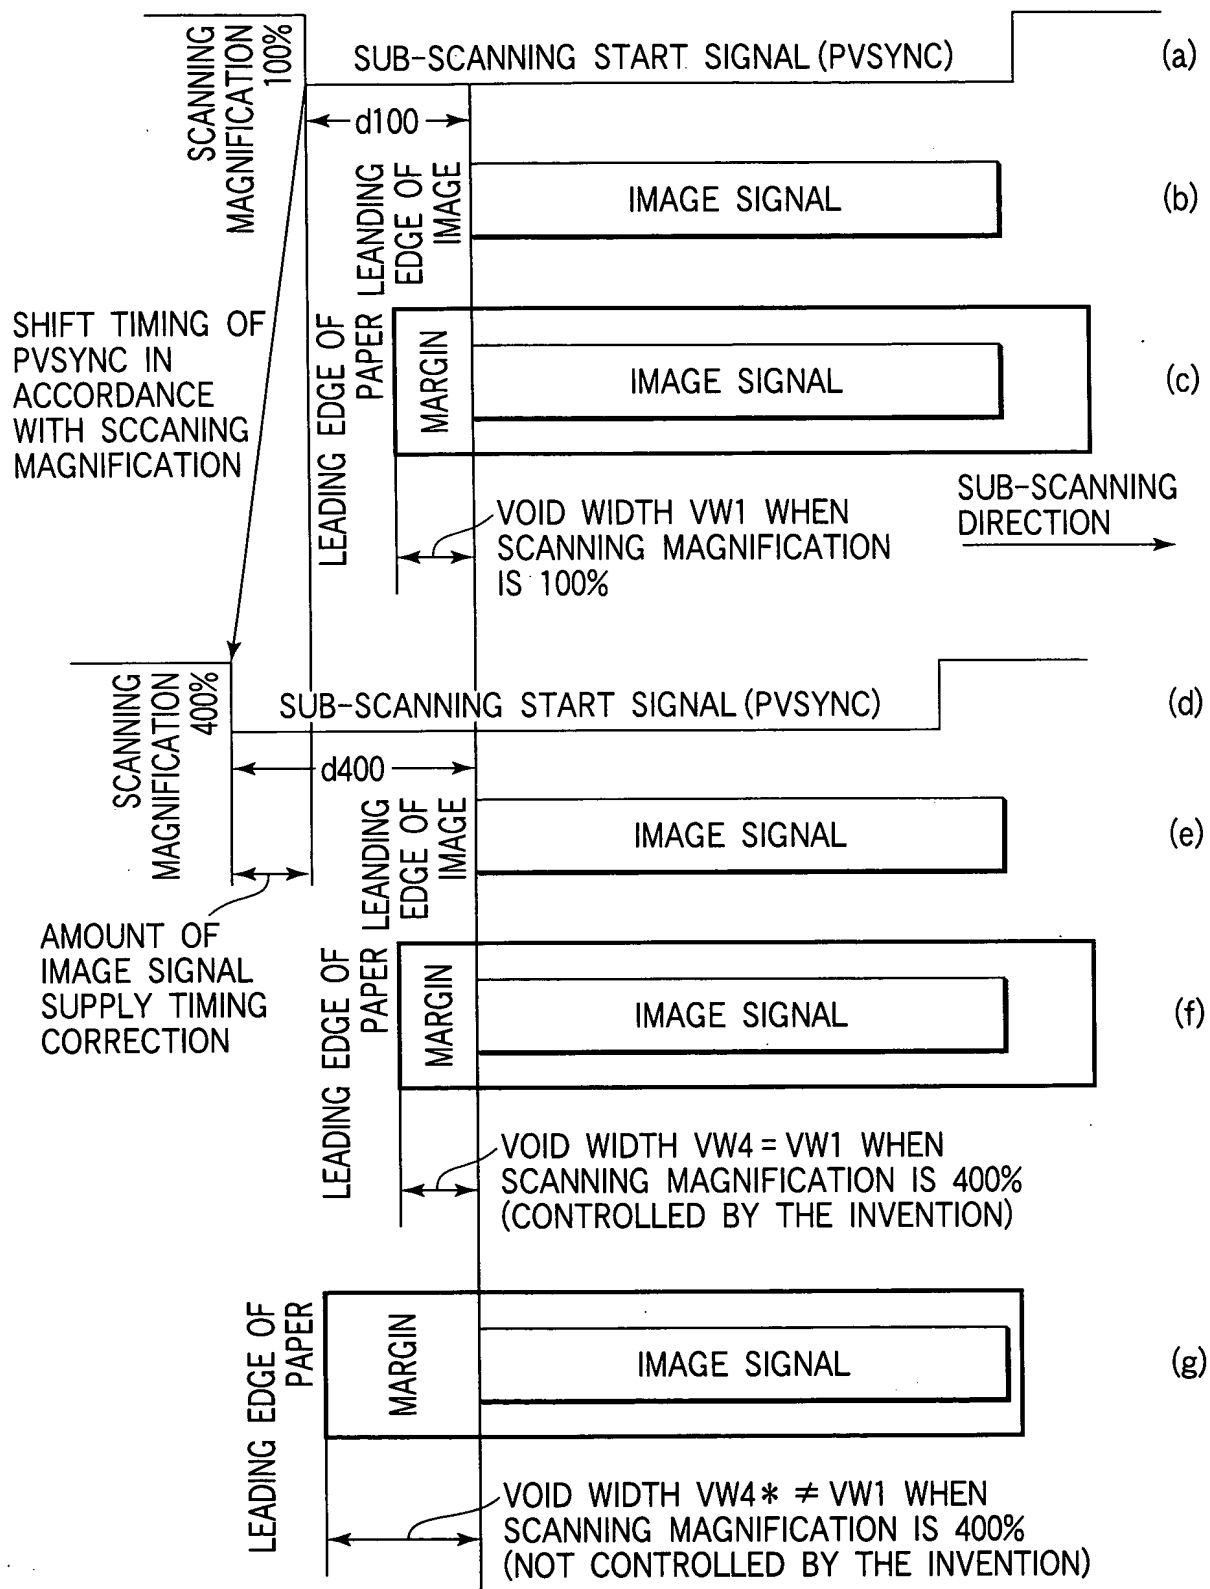 SCANNING
MAGNIFICATION
100%
SUB-SCANNING START SIGNAL (PVSYNC)
(a)
d100
LEANDING
EDGE OF
IMAGE
IMAGE SIGNAL
(b)
SHIFT TIMING OF
PVSYNC IN
ACCORDANCE
WITH SCCANING
MAGNIFICATION
LEADING EDGE OF
PAPER
MARGIN
IMAGE SIGNAL
(c)
VOID WIDTH VW1 WHEN
SCANNING MAGNIFICATION
IS 100%
SUB-SCANNING
DIRECTION
SCANNING
MAGNIFICATION
400%
SUB-SCANNING START SIGNAL (PVSYNC)
(d)
d400
LEANDING
EDGE OF
IMAGE
IMAGE SIGNAL
(e)
AMOUNT OF
IMAGE SIGNAL
SUPPLY TIMING
CORRECTION
LEADING EDGE OF
PAPER
MARGIN
IMAGE SIGNAL
(f)
VOID WIDTH VW4 = VW1 WHEN
SCANNING MAGNIFICATION IS 400%
(CONTROLLED BY THE INVENTION)
LEADING EDGE OF
PAPER
MARGIN
IMAGE SIGNAL
(g)
VOID WIDTH VW4* ≠ VW1 WHEN
SCANNING MAGNIFICATION IS 400%
(NOT CONTROLLED BY THE INVENTION)